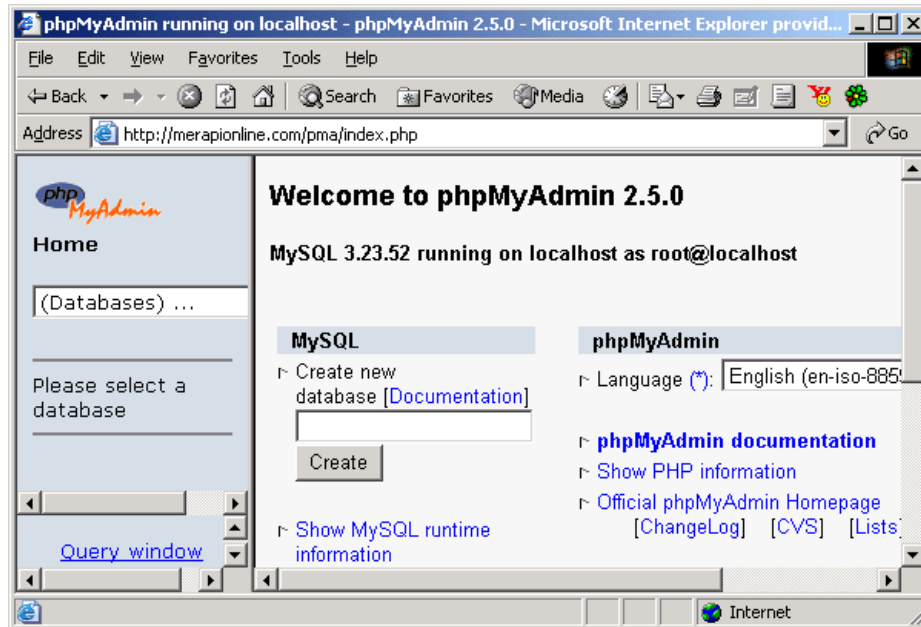 phpMyAdmin running on localhost - phpMyAdmin 2.5.0 - Microsoft Internet Explorer provid...
File Edit View Favorites Tools Help
Back Search Favorites Media
Address http://merapionline.com/pma/index.php Go
php
MyAdmin
Home
(Databases) ...
Please select a
database
Query window
Welcome to phpMyAdmin 2.5.0
MySQL 3.23.52 running on localhost as root@localhost
MySQL
Create new
database [Documentation]
Create
Show MySQL runtime
information
phpMyAdmin
Language (*): English (en-iso-885
phpMyAdmin documentation
Show PHP information
Official phpMyAdmin Homepage
[ChangeLog] [CVS] [Lists]
Internet